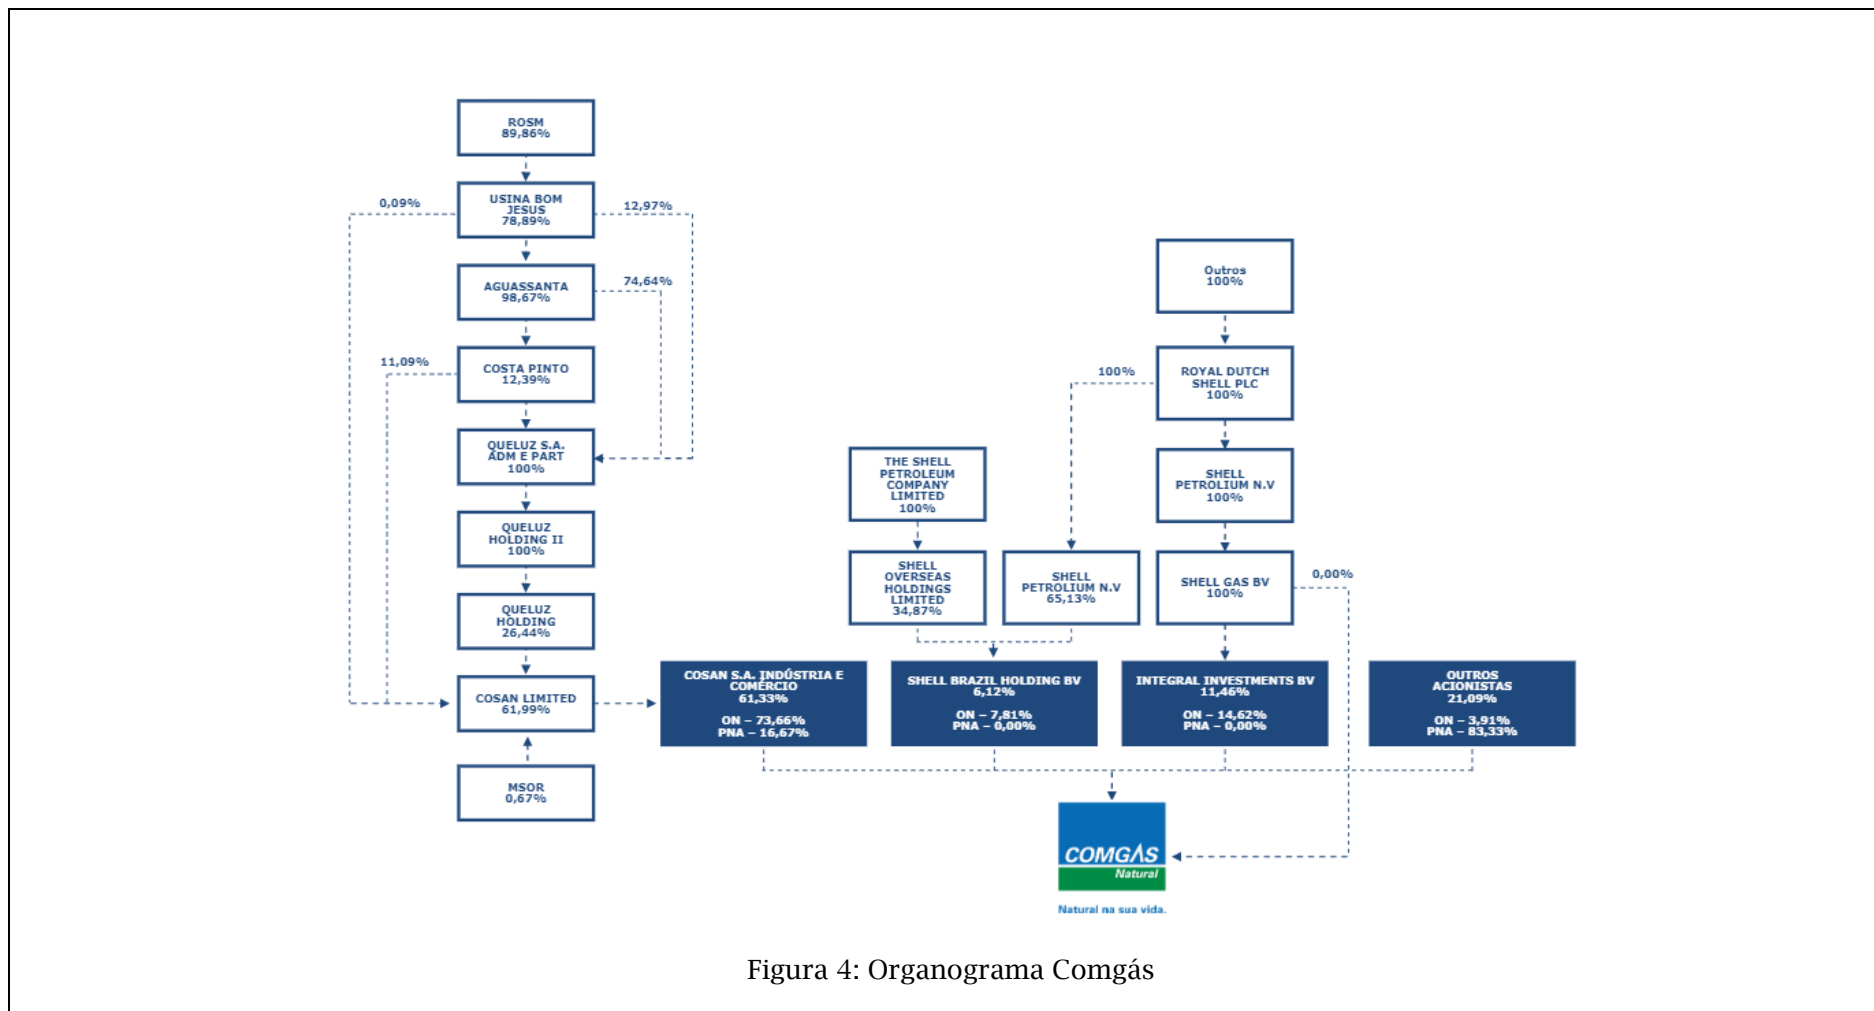 ROSM
89,86%
0,09%
USINA BOM
JESUS
78,89%
12,97%
AGUASSANTA
98,67%
74,64%
11,09%
COSTA PINTO
12,39%
QUELUZ S.A.
ADM E PART
100%
QUELUZ
HOLDING II
100%
QUELUZ
HOLDING
26,44%
COSAN LIMITED
61,99%
MSOR
0,67%
Outros
100%
100%
ROYAL DUTCH
SHELL PLC
100%
THE SHELL
PETROLEUM
COMPANY
LIMITED
100%
SHELL
PETROLIUM N.V
100%
SHELL
OVERSEAS
HOLDINGS
LIMITED
34,87%
SHELL
PETROLIUM N.V
65,13%
SHELL GAS BV
100%
0,00%
COSAN S.A. INDÚSTRIA E
COMÉRCIO
61,33%
ON – 73,66%
PNA – 16,67%
SHELL BRAZIL HOLDING BV
6,12%
ON – 7,81%
PNA – 0,00%
INTEGRAL INVESTMENTS BV
11,46%
ON – 14,62%
PNA – 0,00%
OUTROS
ACIONISTAS
21,09%
ON – 3,91%
PNA – 83,33%
COMGÁS
Natural
Natural na sua vida.
Figura 4: Organograma Comgás